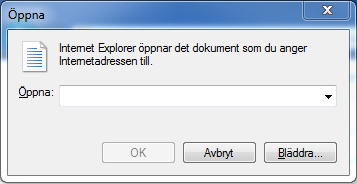 Öppna
Internet Explorer öppnar det dokument som du anger
Internetadressen till.
Öppna:
OK
Avbryt
Bläddra...